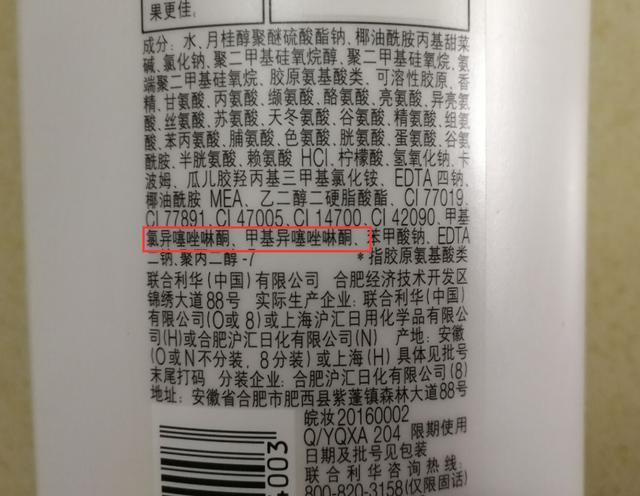 果更佳。
成分：水、月桂醇聚醚硫酸酯钠、椰油酰胺丙基甜菜
碱、氯化钠、聚二甲基硅氧烷醇、聚二甲基硅氧烷、氨
端聚二甲基硅氧烷、胶原氨基酸类、可溶性胶原、香
精、甘氨酸、丙氨酸、缬氨酸、酪氨酸、亮氨酸、异亮氨
酸、丝氨酸、苏氨酸、天冬氨酸、谷氨酸、精氨酸、组氨
酸、苯丙氨酸、脯氨酸、色氨酸、胱氨酸、蛋氨酸、谷氨
酰胺、半胱氨酸、赖氨酸 HCl、柠檬酸、氢氧化钠、卡
波姆、瓜儿胶羟丙基三甲基氯化铵、EDTA 四钠、
椰油酰胺 MEA、乙二醇二硬脂酸酯、CI 77019、
CI 77891、CI 47005、CI 14700、CI 42090、甲基
氯异噻唑啉酮、甲基异噻唑啉酮、苯甲酸钠、EDTA
二钠、聚丙二醇-7 *指胶原氨基酸类
联合利华(中国)有限公司 合肥经济技术开发区
锦绣大道88号 实际生产企业：联合利华(中国)
有限公司(O或 8)或上海沪汇日用化学品有限公
司(H)或合肥沪汇日化有限公司(N) 产地：安徽
(O或N不分装，8分装)或上海(H) 具体见批号
末尾打码 分装企业：合肥沪汇日化有限公司
地址：安徽省合肥市肥西县紫蓬镇森林大道88号
皖妆20160002
Q/YQXA 204 限期使用
日期及批号见包装
联合利华咨询热线：
800-820-3158(仅限固话)
4003